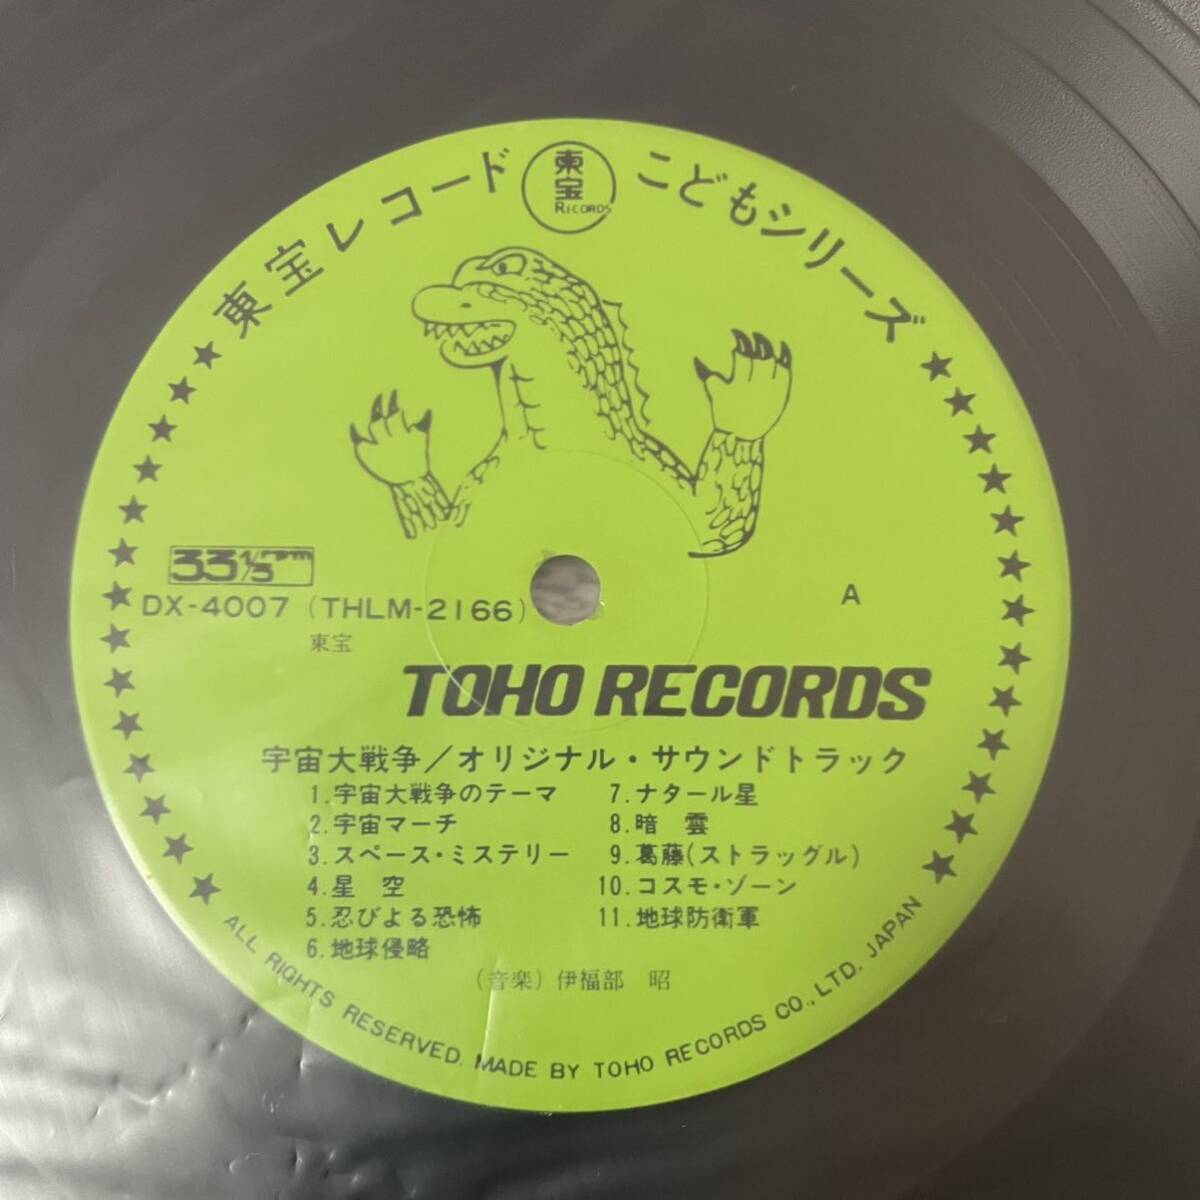 東宝レコード
東宝
RECORDS
こどもシリーズ
33 1/3 rpm
DX-4007 (THLM-2166)
東宝
A
TOHO RECORDS
宇宙大戦争/オリジナル・サウンドトラック
1.宇宙大戦争のテーマ
2.宇宙マーチ
3.スペース・ミステリー
4.星 空
5.忍びよる恐怖
6.地球侵略
7.ナタール星
8.暗 雲
9.葛藤(ストラッグル)
10.コスモ・ゾーン
11.地球防衛軍
(音楽)伊福部 昭
ALL RIGHTS RESERVED. MADE BY TOHO RECORDS CO., LTD. JAPAN